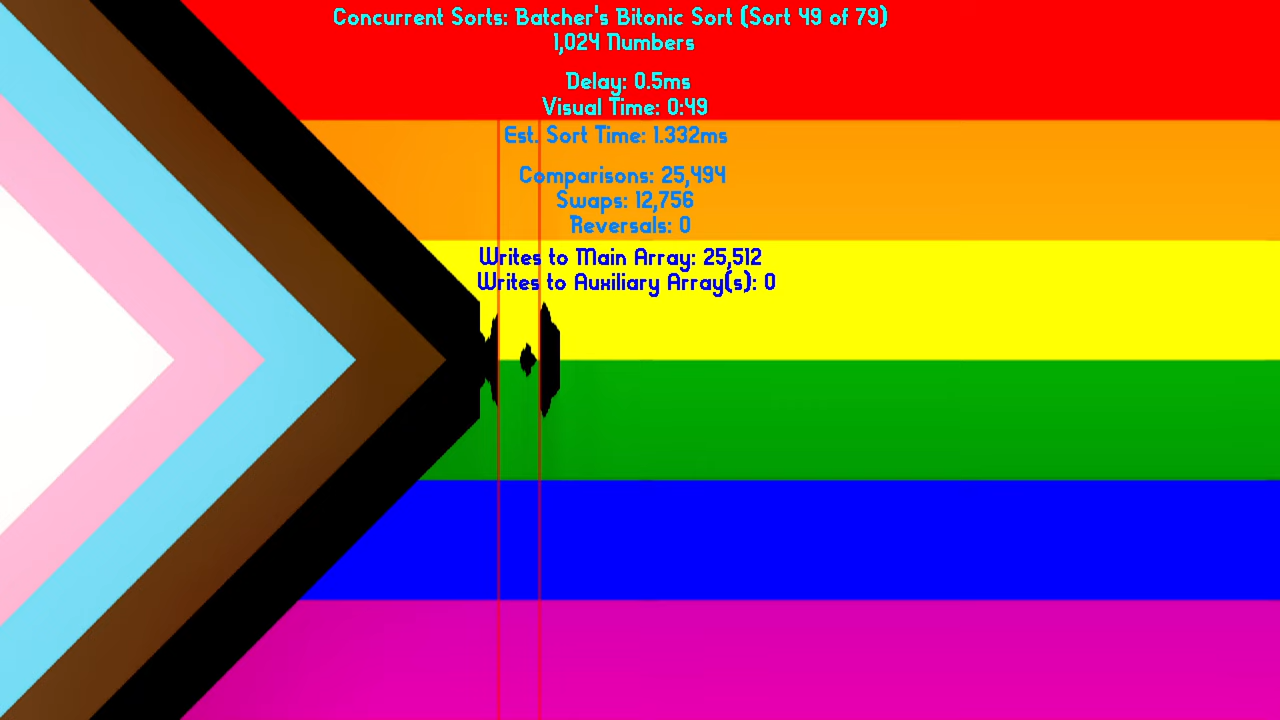 Concurrent Sorts: Batcher's Bitonic Sort (Sort 49 of 79)
1,024 Numbers
Delay: 0.5ms
Visual Time: 0:49
Est. Sort Time: 1.332ms
Comparisons: 25,494
Swaps: 12,756
Reversals: 0
Writes to Main Array: 25,512
Writes to Auxiliary Array(s): 0